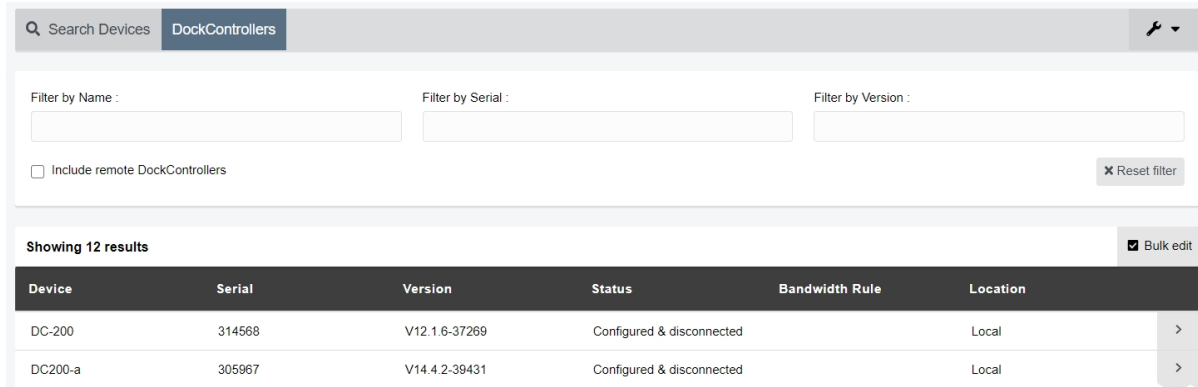 Search Devices DockControllers
Filter by Name : Filter by Serial : Filter by Version :
Include remote DockControllers Reset filter
Showing 12 results Bulk edit
Device Serial Version Status Bandwidth Rule Location
DC-200 314568 V12.1.6-37269 Configured & disconnected Local
DC200-a 305967 V14.4.2-39431 Configured & disconnected Local